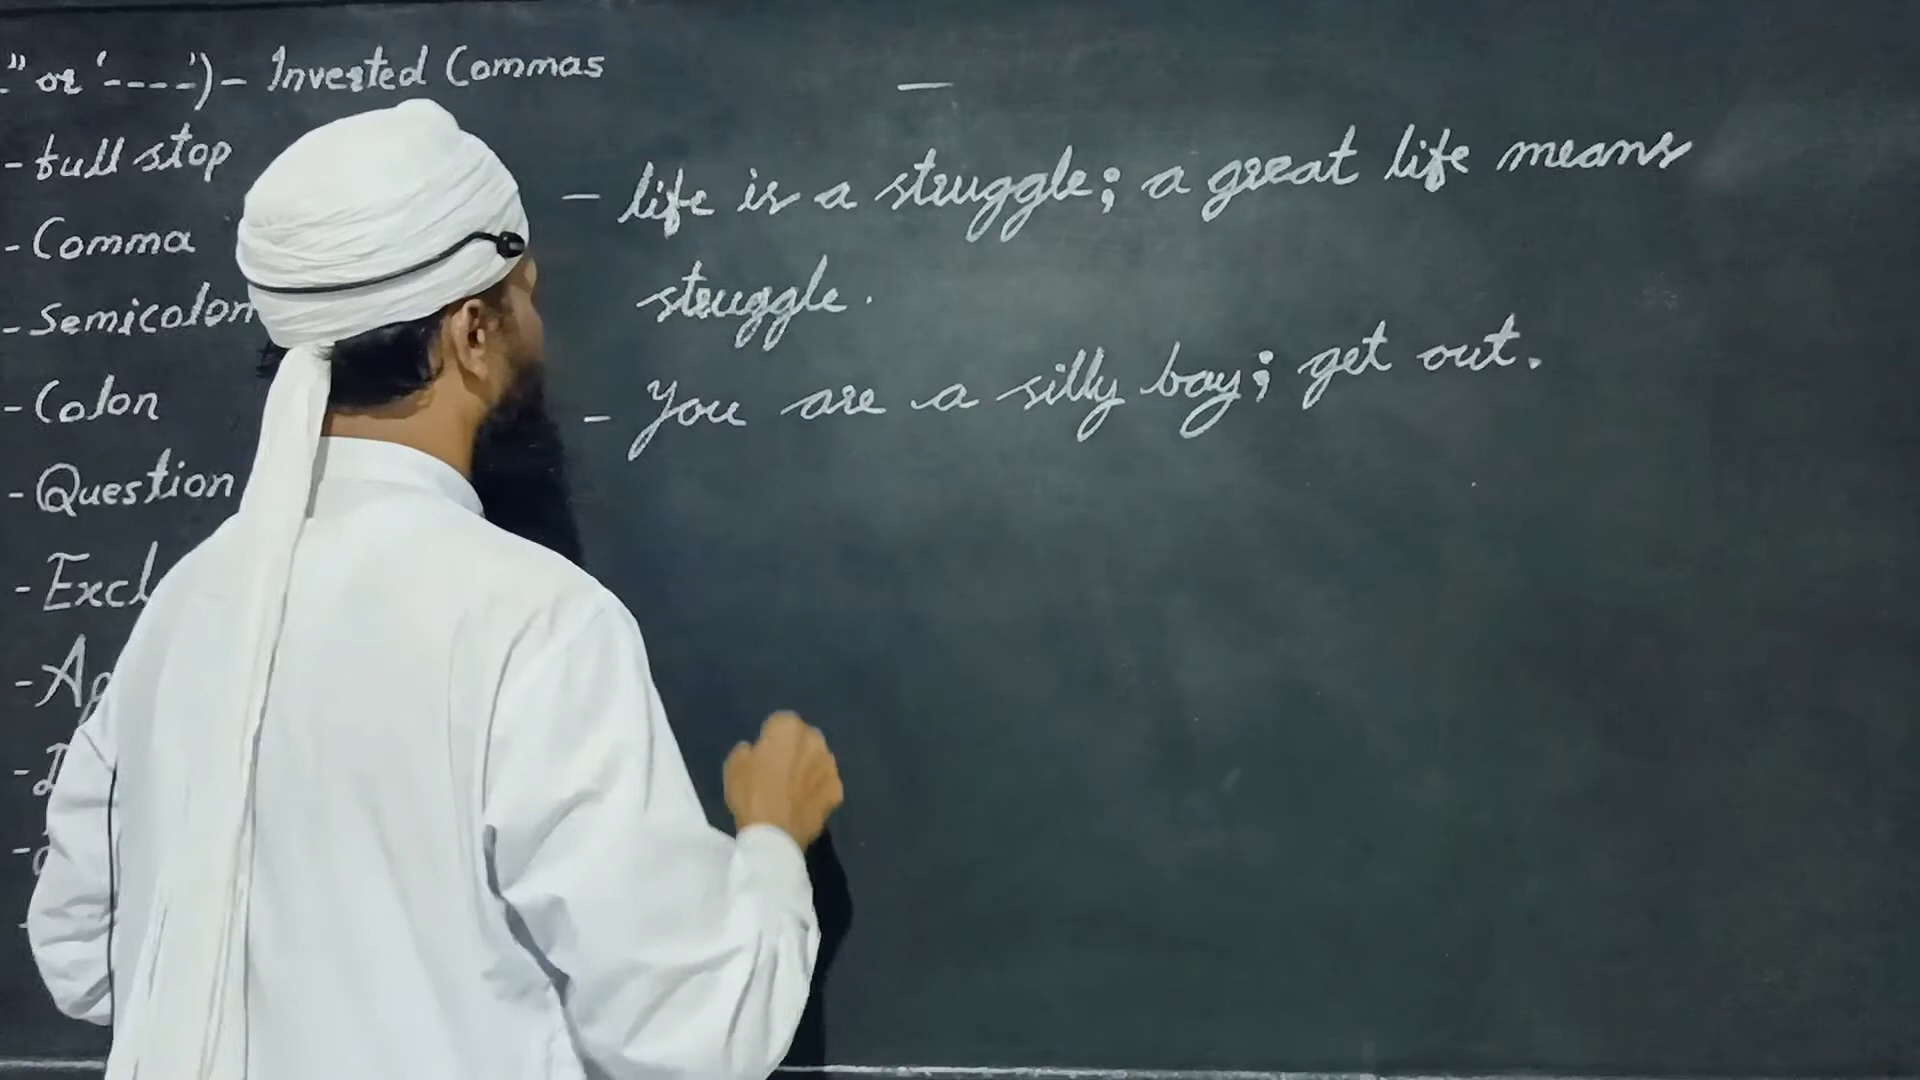 " or '----') - Inverted Commas
- full stop
- Comma
- Semicolon
- Colon
- Question
- Excl
- Ap
- life is a struggle; a great life means
struggle.
- You are a silly boy; get out.